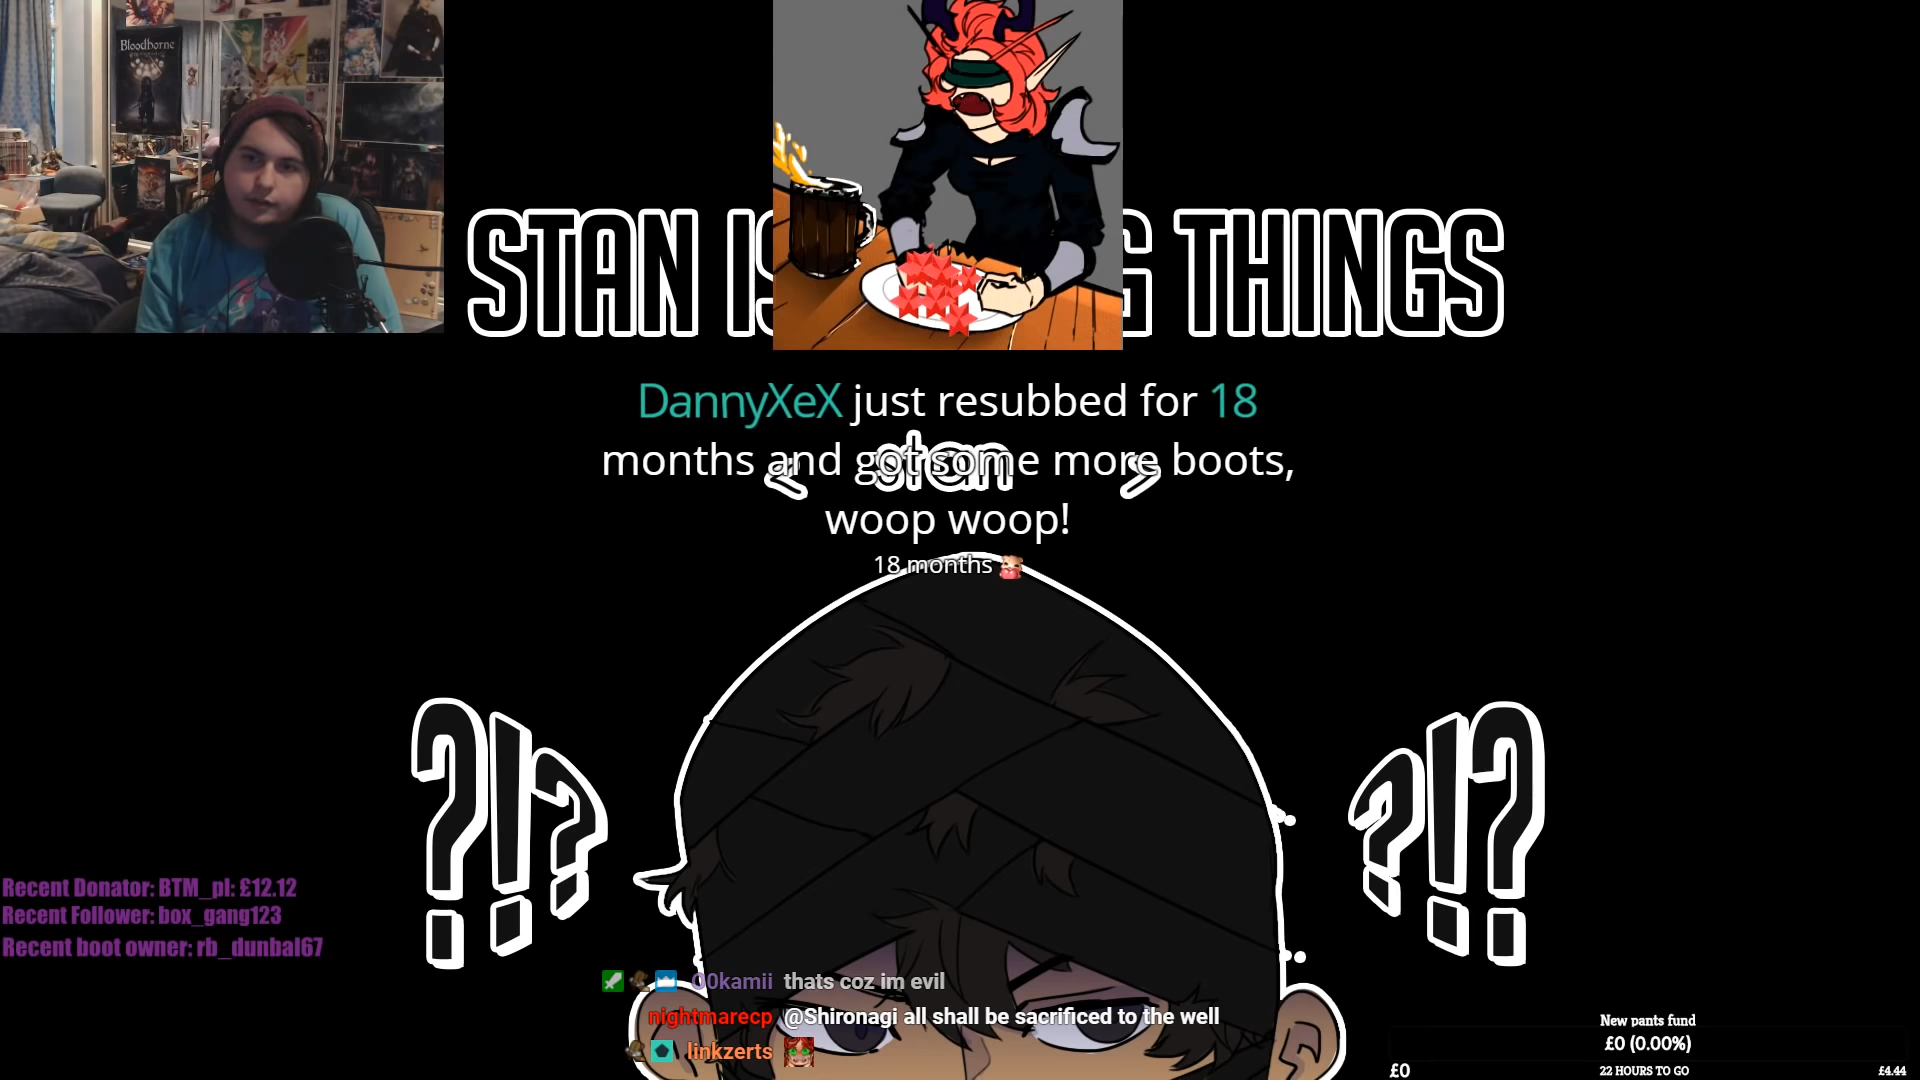 Bloodborne
STAN IS G THINGS
DannyXeX just resubbed for 18
months and got some more boots,
woop woop!
< stan >
18 months
?!?
?!?
Recent Donator: BTM_pl: £12.12
Recent Follower: box_gang123
Recent boot owner: rb_dunbal67
O0kamii thats coz im evil
nightmarecp @Shironagi all shall be sacrificed to the well
linkzerts
New pants fund
£0 (0.00%)
£0 22 HOURS TO GO £4.44